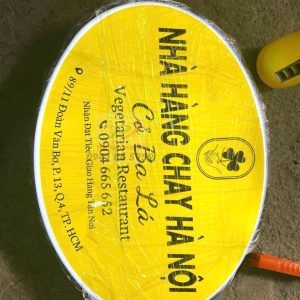 NHÀ HÀNG CHAY HÀ NỘI
Cỏ Ba Lá
Vegetarian Restaurant
0904 665 652
Nhận Đặt Tiệc-Giao Hàng Tận Nơi
89/11 Đoàn Văn Bơ, P. 13, Q.4, TP. HCM